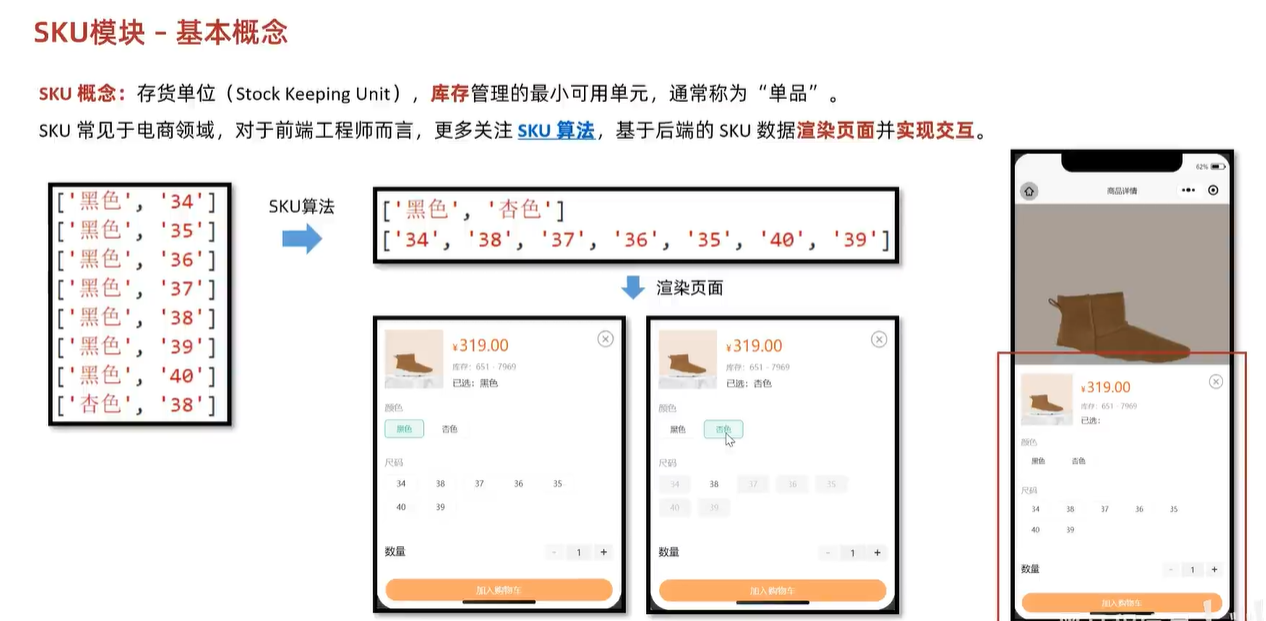 SKU模块 – 基本概念
SKU 概念：存货单位（Stock Keeping Unit），库存管理的最小可用单元，通常称为“单品”。
SKU 常见于电商领域，对于前端工程师而言，更多关注 SKU 算法，基于后端的 SKU 数据渲染页面并实现交互。
['黑色', '34']
['黑色', '35']
['黑色', '36']
['黑色', '37']
['黑色', '38']
['黑色', '39']
['黑色', '40']
['杏色', '38']
SKU算法
['黑色', '杏色']
['34', '38', '37', '36', '35', '40', '39']
渲染页面
¥319.00
库存：651 · 7969
已选：黑色
颜色
黑色 杏色
尺码
34 38 37 36 35
40 39
数量
- 1 +
加入购物车
¥319.00
库存：651 · 7969
已选：杏色
颜色
黑色 杏色
尺码
34 38 37 36 35
40 39
数量
- 1 +
加入购物车
62%
商品详情
¥319.00
库存：651 · 7969
已选：
颜色
黑色 杏色
尺码
34 38 37 36 35
40 39
数量
- 1 +
加入购物车